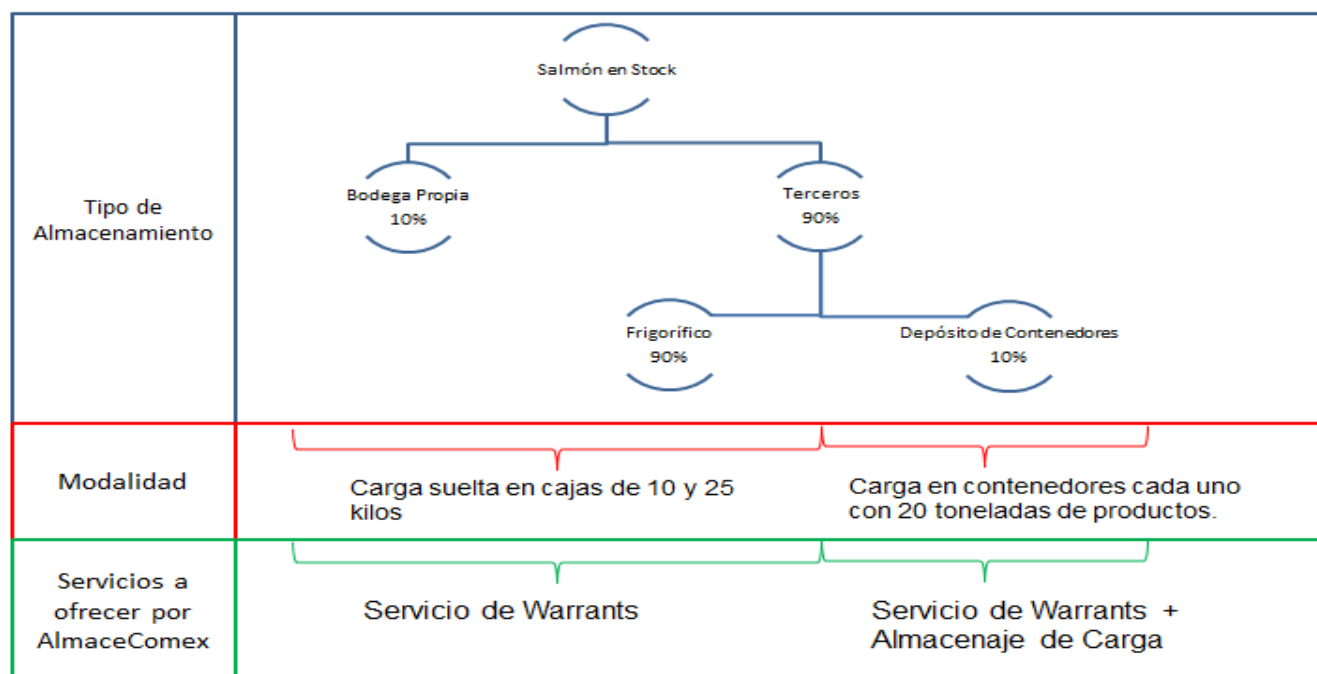 Salmón en Stock
Bodega Propia
10%
Terceros
90%
Tipo de
Almacenamiento
Frigorífico
90%
Depósito de Contenedores
10%
Modalidad
Carga suelta en cajas de 10 y 25
kilos
Carga en contenedores cada uno
con 20 toneladas de productos.
Servicios a
ofrecer por
AlmaceComex
Servicio de Warrants
Servicio de Warrants +
Almacenaje de Carga